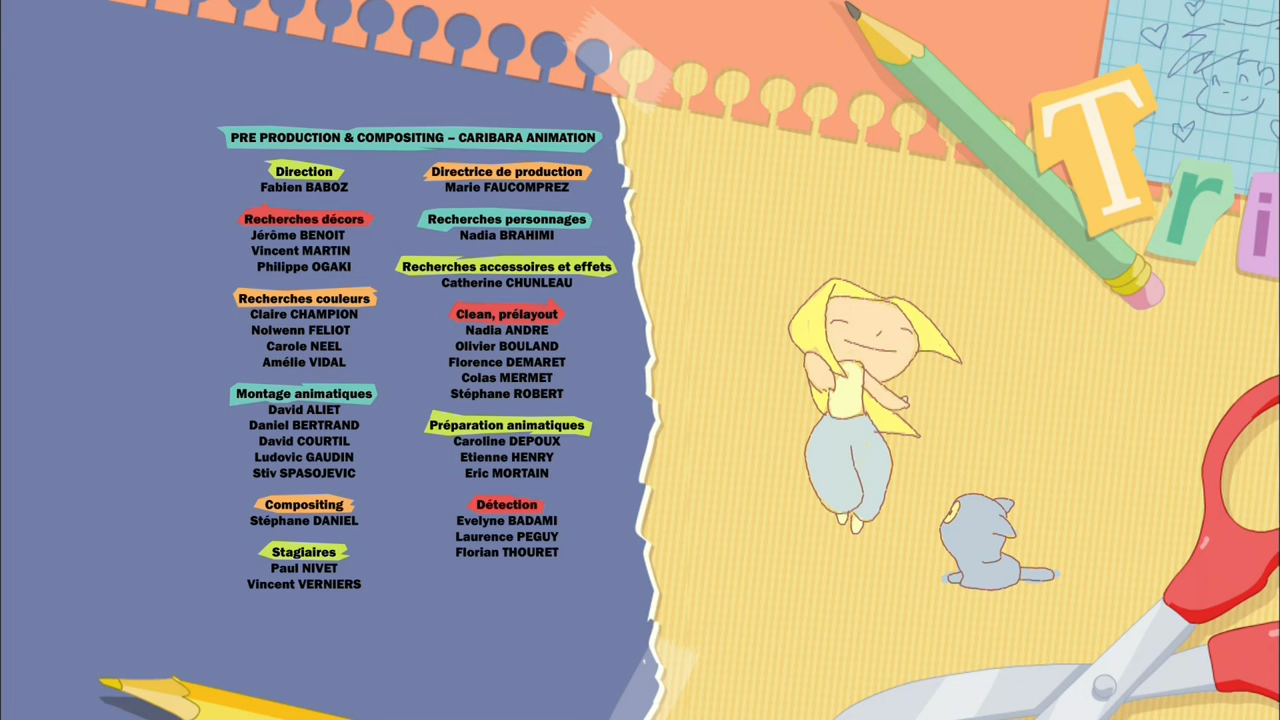 PRE PRODUCTION & COMPOSITING – CARIBARA ANIMATION
Direction
Fabien BABOZ
Recherches décors
Jérôme BENOIT
Vincent MARTIN
Philippe OGAKI
Recherches couleurs
Claire CHAMPION
Nolwenn FELIOT
Carole NEEL
Amélie VIDAL
Montage animatiques
David ALIET
Daniel BERTRAND
David COURTIL
Ludovic GAUDIN
Stiv SPASOJEVIC
Compositing
Stéphane DANIEL
Stagiaires
Paul NIVET
Vincent VERNIERS
Directrice de production
Marie FAUCOMPREZ
Recherches personnages
Nadia BRAHIMI
Recherches accessoires et effets
Catherine CHUNLEAU
Clean, prélayout
Nadia ANDRE
Olivier BOULAND
Florence DEMARET
Colas MERMET
Stéphane ROBERT
Préparation animatiques
Caroline DEPOUX
Etienne HENRY
Eric MORTAIN
Détection
Evelyne BADAMI
Laurence PEGUY
Florian THOURET
Tri